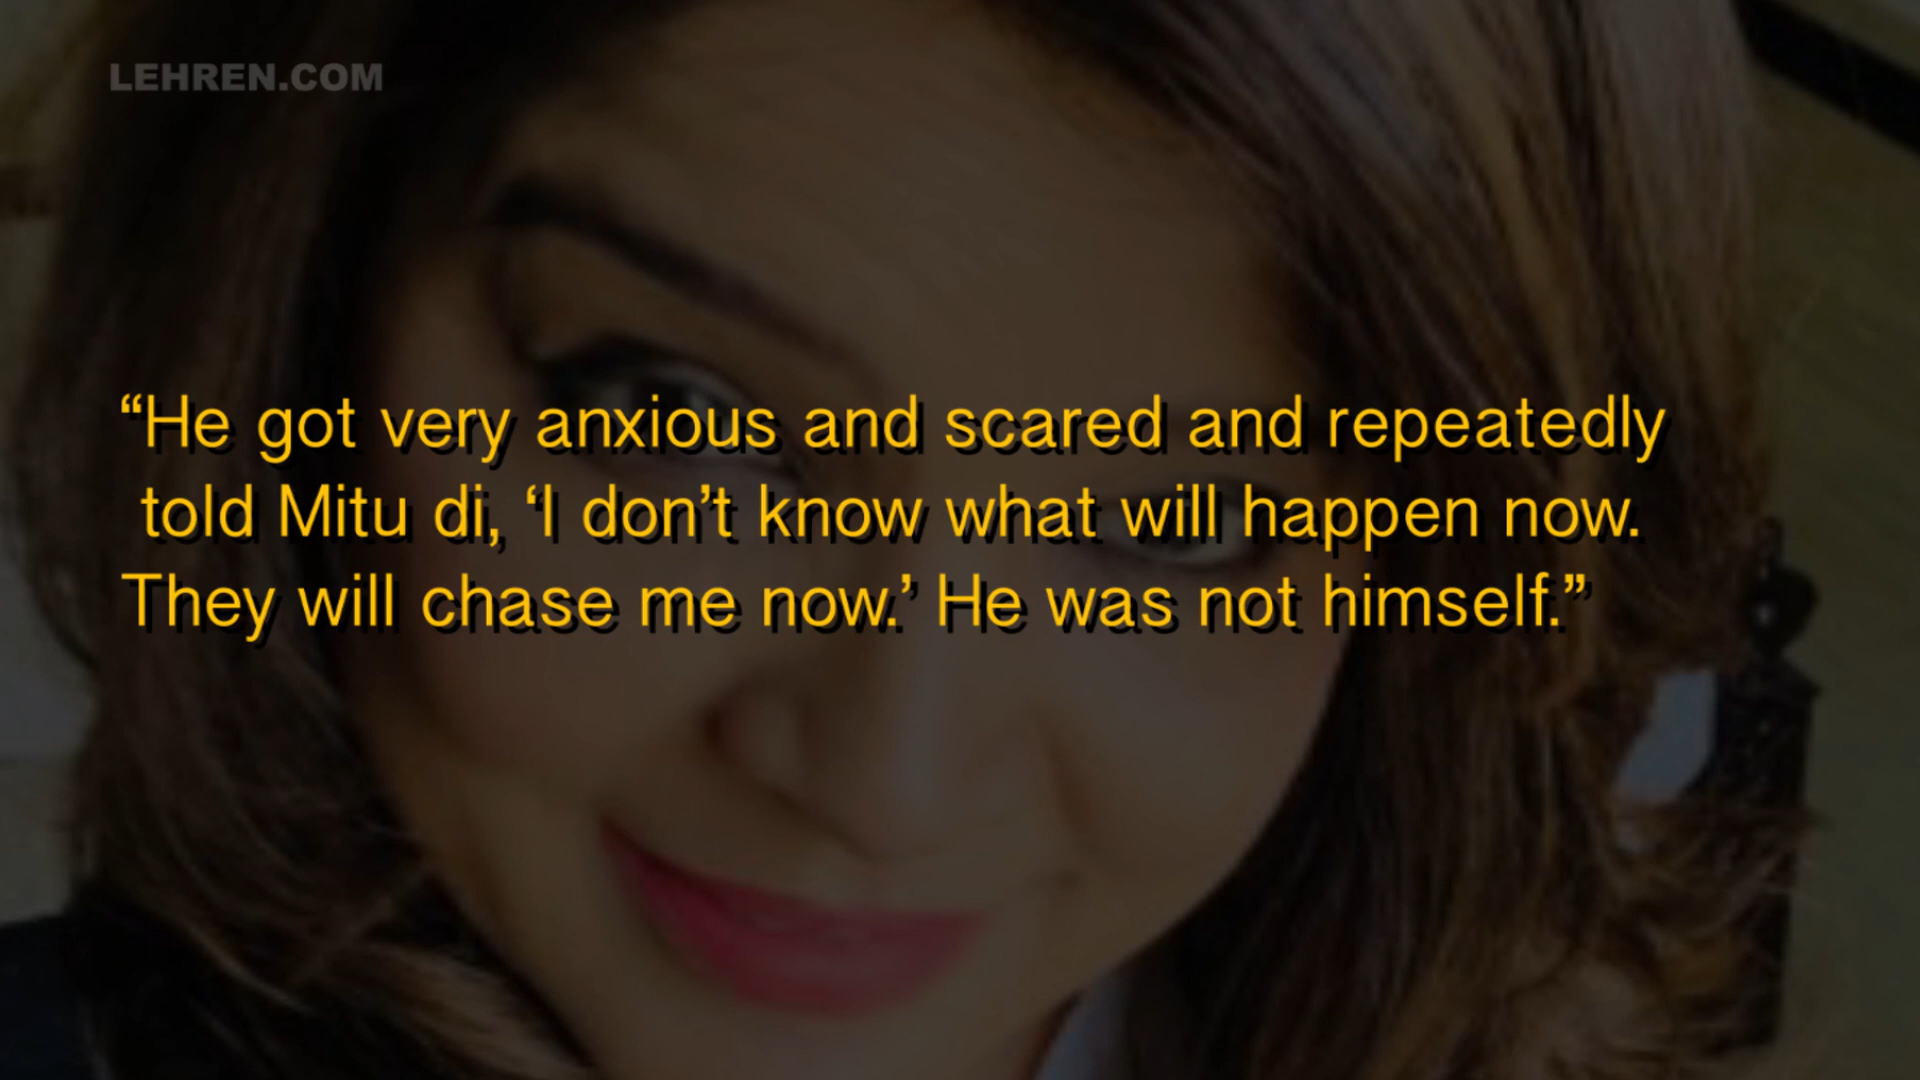 LEHREN.COM
“He got very anxious and scared and repeatedly
told Mitu di, ‘I don’t know what will happen now.
They will chase me now.’ He was not himself.”